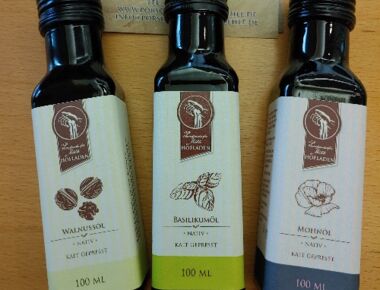 HOFLADEN
WALNUSSÖL
NATIV
KALT GEPRESST
100 ML
HOFLADEN
BASILIKUMÖL
NATIV
KALT GEPRESST
100 ML
HOFLADEN
MOHNÖL
NATIV
KALT GEPRESST
100 ML